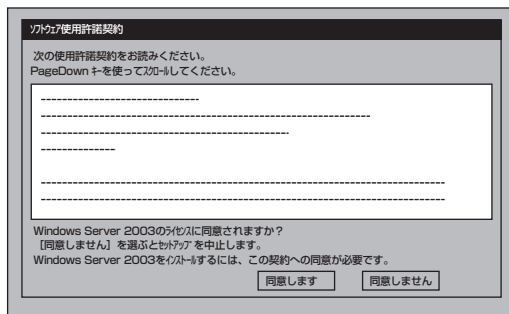 ソフトウェア使用許諾契約
次の使用許諾契約をお読みください。
PageDown キーを使ってスクロールしてください。
Windows Server 2003のライセンスに同意されますか？
［同意しません］を選ぶとセットアップを中止します。
Windows Server 2003をインストールするには、この契約への同意が必要です。
同意します
同意しません